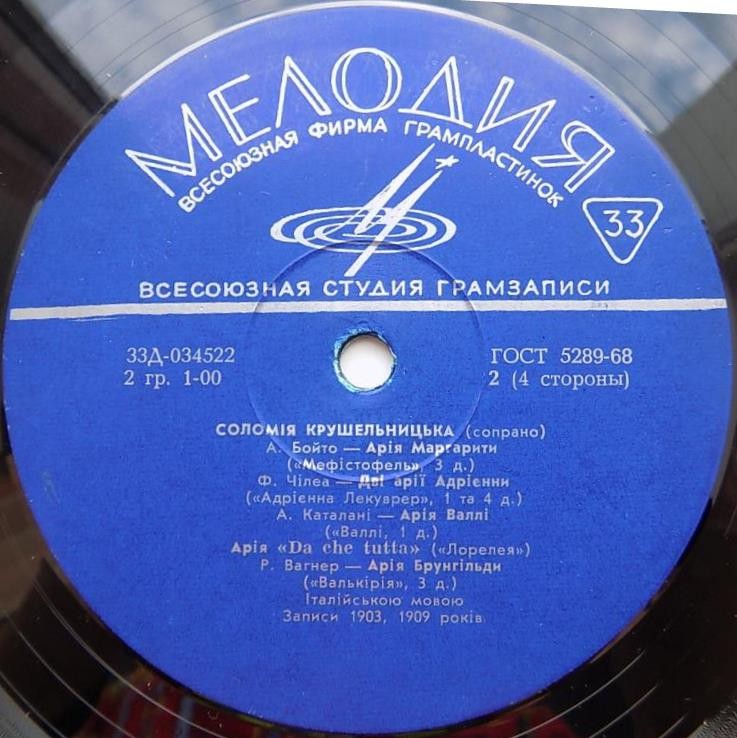 МЕЛОДИЯ
ВСЕСОЮЗНАЯ ФИРМА ГРАМПЛАСТИНОК
33
ВСЕСОЮЗНАЯ СТУДИЯ ГРАМЗАПИСИ
33Д-034522 ГОСТ 5289-68
2 гр. 1-00 2 (4 стороны)
СОЛОМІЯ КРУШЕЛЬНИЦЬКА (сопрано)
А. Бойто — Арія Маргарити
(«Мефістофель», 3 д.)
Ф. Чілеа — Дві арії Адрієнни
(«Адрієнна Лекуврер», 1 та 4 д.)
А. Каталані — Арія Валлі
(«Валлі, 1 д.)
Арія «Da che tutta» («Лорелея»)
Р. Вагнер — Арія Брунгільди
(«Валькірія», 3 д.)
Італійською мовою
Записи 1903, 1909 років